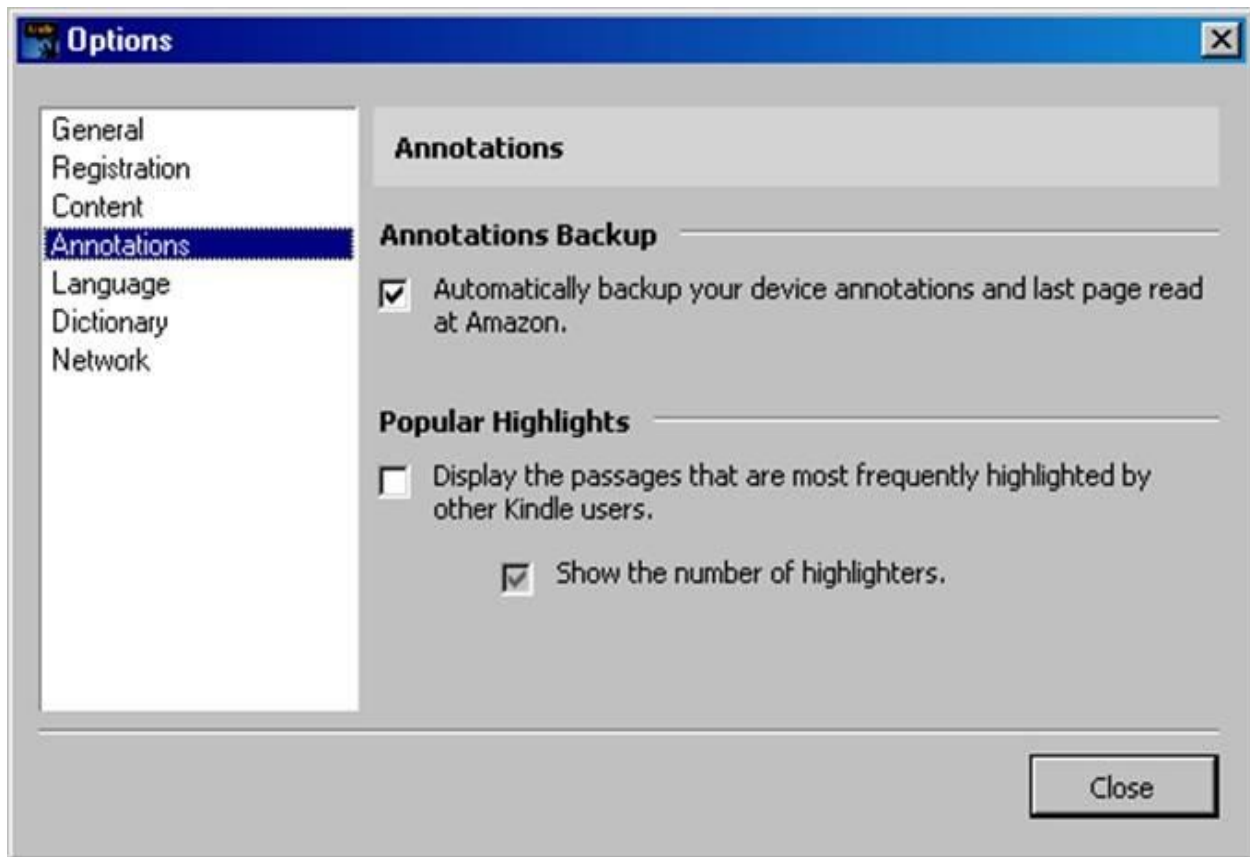 Options
General
Registration
Content
Annotations
Language
Dictionary
Network
Annotations
Annotations Backup
Automatically backup your device annotations and last page read
at Amazon.
Popular Highlights
Display the passages that are most frequently highlighted by
other Kindle users.
Show the number of highlighters.
Close